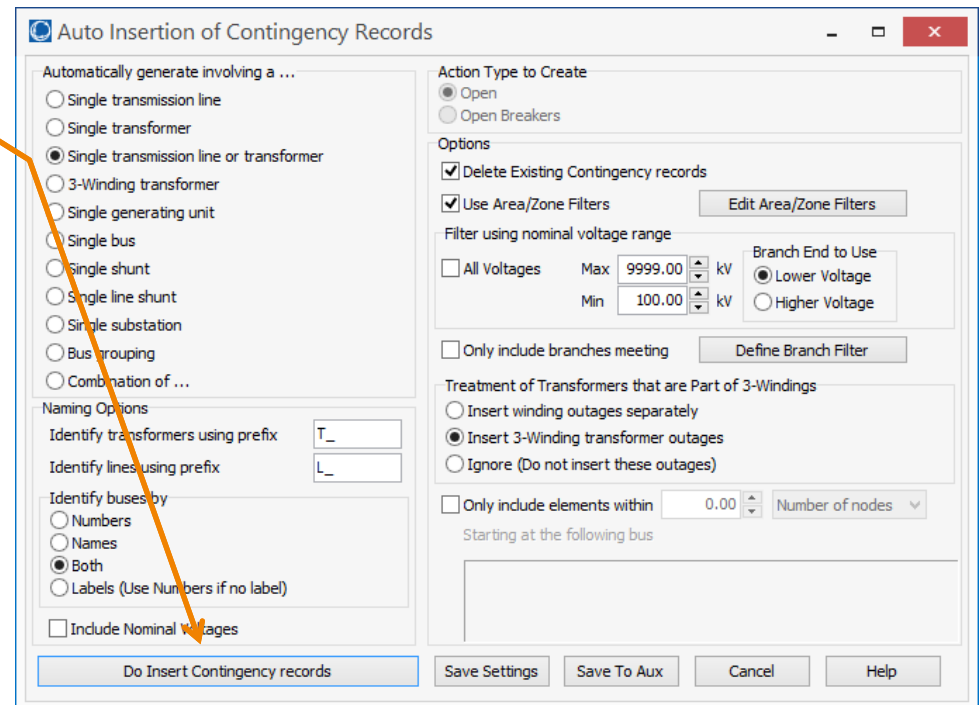 Auto Insertion of Contingency Records
Automatically generate involving a ...
Single transmission line
Single transformer
Single transmission line or transformer
3-Winding transformer
Single generating unit
Single bus
Single shunt
Single line shunt
Single substation
Bus grouping
Combination of ...
Naming Options
Identify transformers using prefix T_
Identify lines using prefix L_
Identify buses by
Numbers
Names
Both
Labels (Use Numbers if no label)
Include Nominal Voltages
Do Insert Contingency records
Action Type to Create
Open
Open Breakers
Options
Delete Existing Contingency records
Use Area/Zone Filters Edit Area/Zone Filters
Filter using nominal voltage range
All Voltages Max 9999.00 kV
Min 100.00 kV
Branch End to Use
Lower Voltage
Higher Voltage
Only include branches meeting Define Branch Filter
Treatment of Transformers that are Part of 3-Windings
Insert winding outages separately
Insert 3-Winding transformer outages
Ignore (Do not insert these outages)
Only include elements within 0.00 Number of nodes
Starting at the following bus
Save Settings Save To Aux Cancel Help